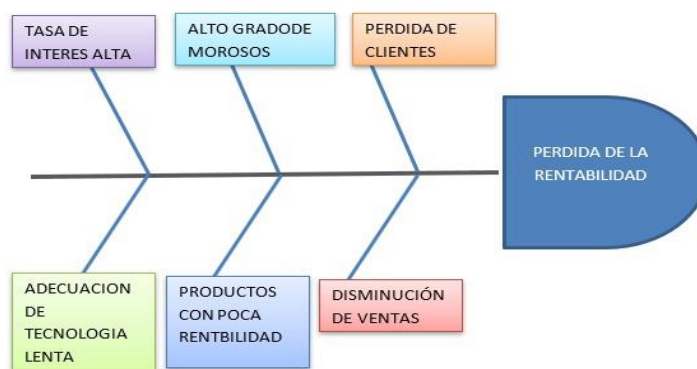 TASA DE
INTERES ALTA
ALTO GRADODE
MOROSOS
PERDIDA DE
CLIENTES
PERDIDA DE LA
RENTABILIDAD
ADECUACION
DE
TECNOLOGIA
LENTA
PRODUCTOS
CON POCA
RENTBILIDAD
DISMINUCIÓN
DE VENTAS